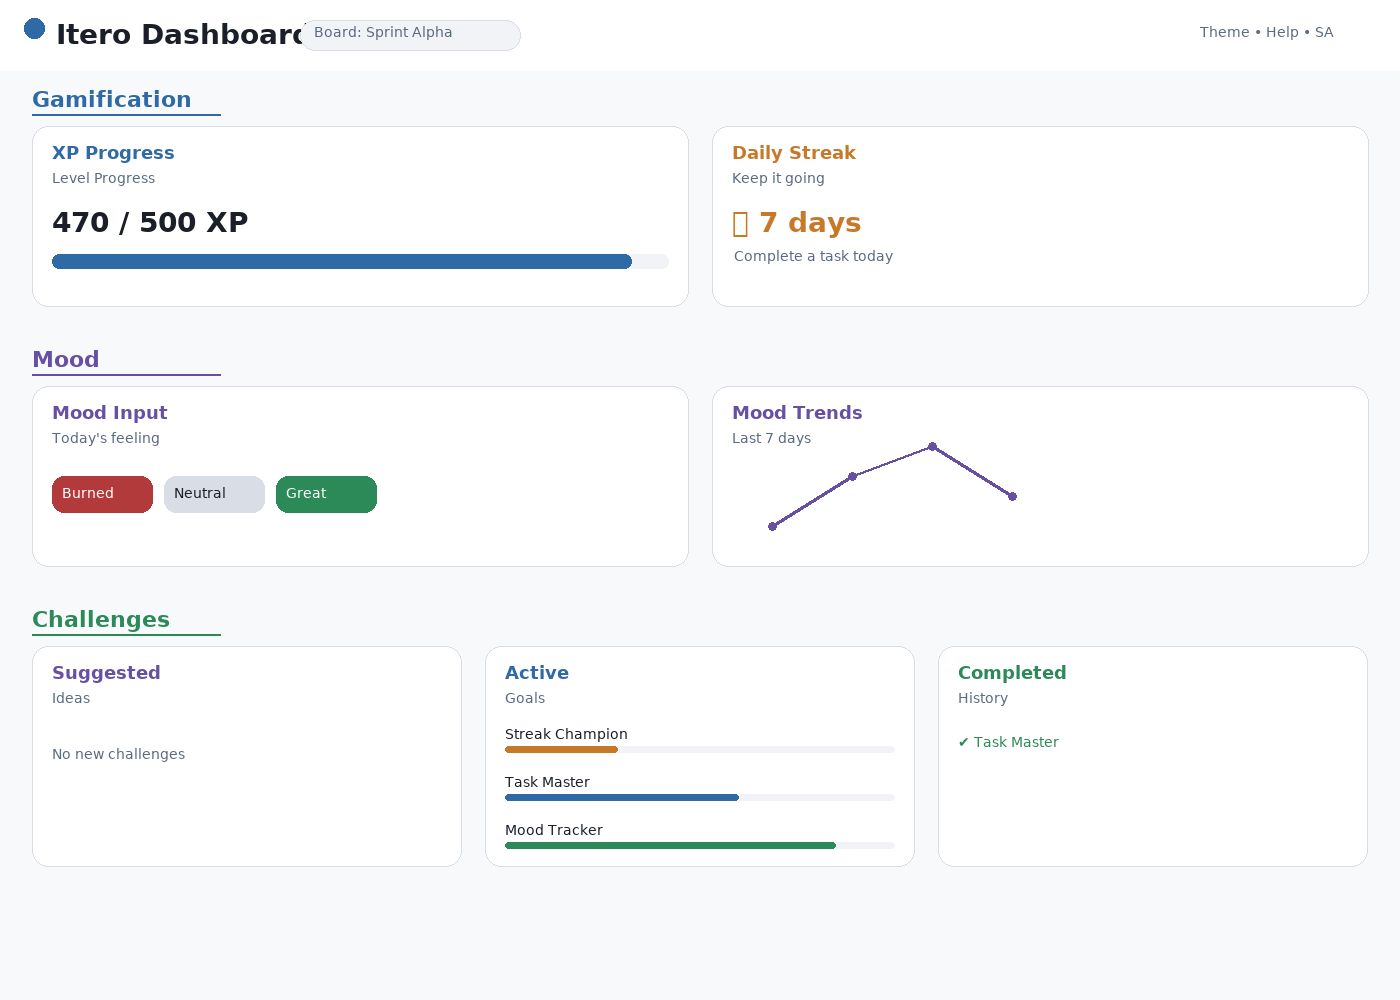 Itero Dashboard
Board: Sprint Alpha
Theme • Help • SA
Gamification
XP Progress
Level Progress
470 / 500 XP
Daily Streak
Keep it going
7 days
Complete a task today
Mood
Mood Input
Today's feeling
Burned
Neutral
Great
Mood Trends
Last 7 days
Challenges
Suggested
Ideas
No new challenges
Active
Goals
Streak Champion
Task Master
Mood Tracker
Completed
History
✔ Task Master